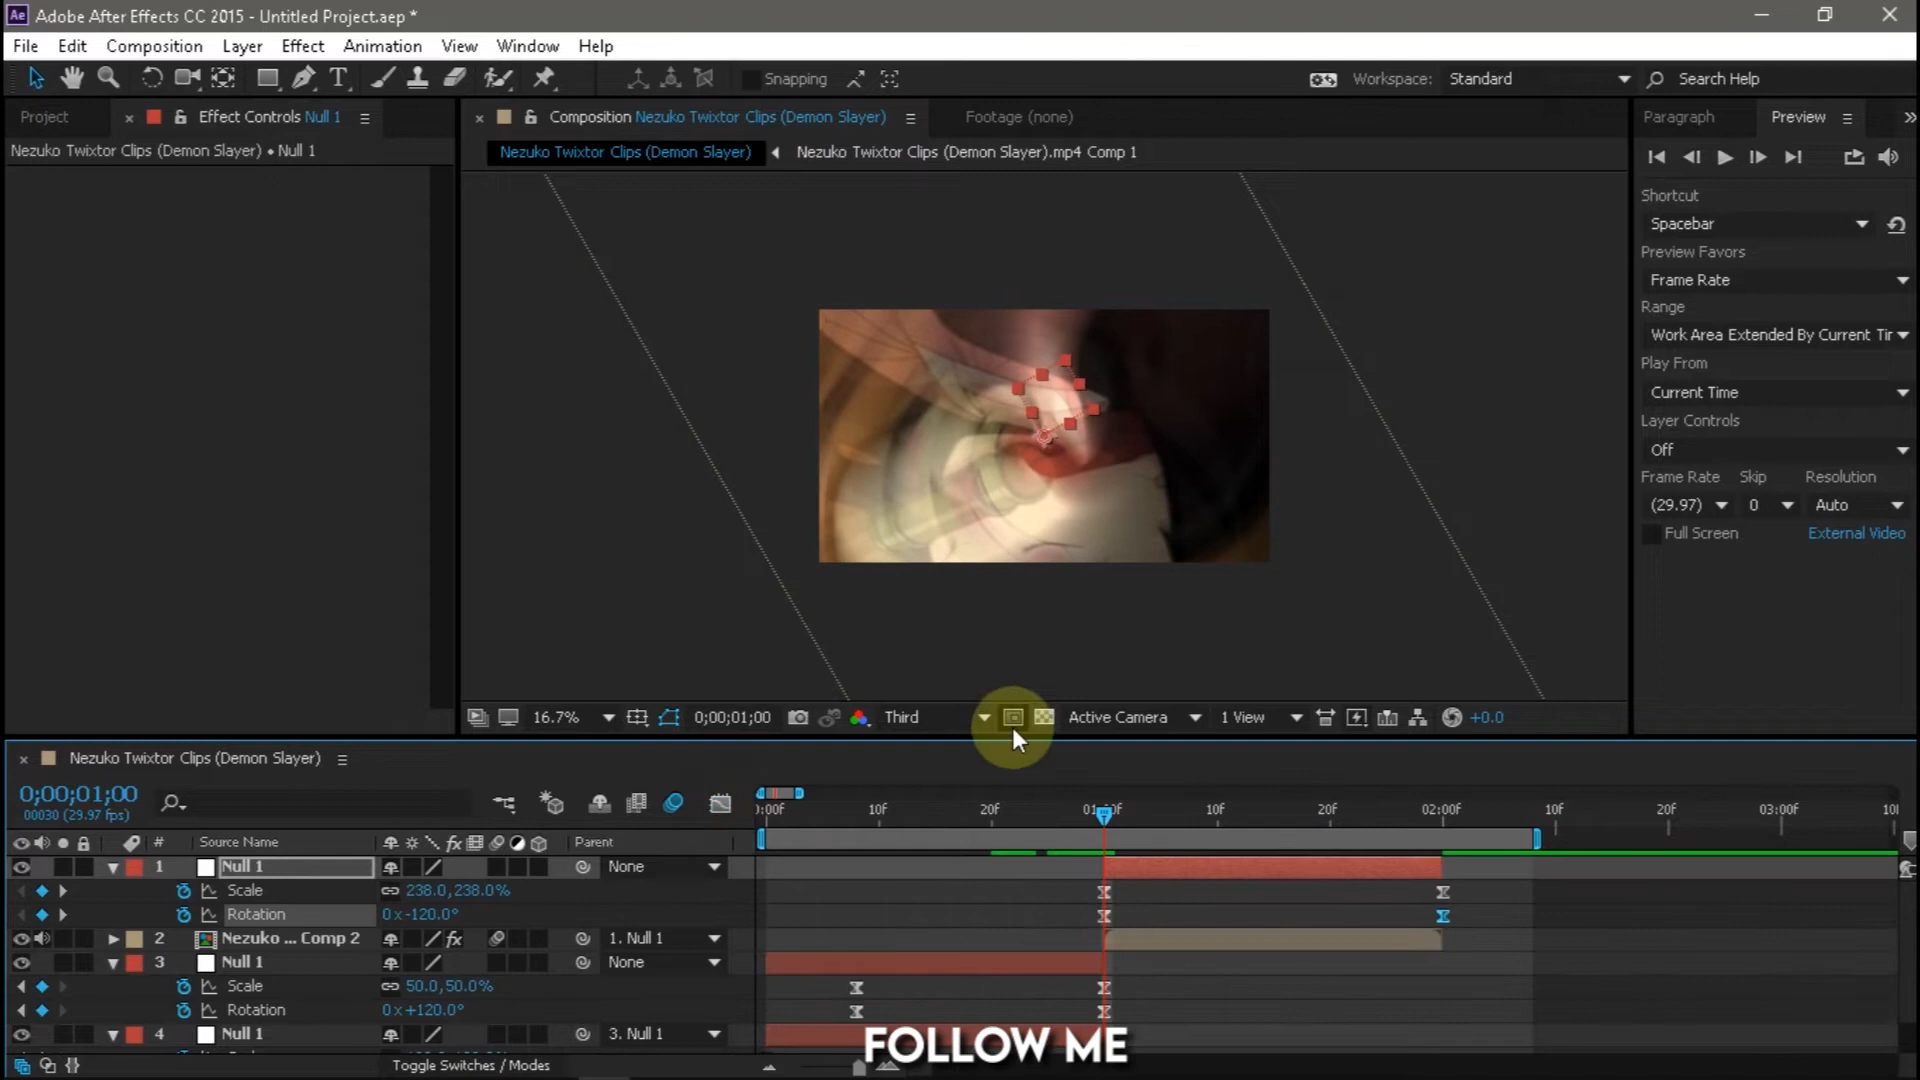 Ae Adobe After Effects CC 2015 - Untitled Project.aep *
File Edit Composition Layer Effect Animation View Window Help
T Snapping Workspace: Standard Search Help
Project × Effect Controls Null 1
Nezuko Twixtor Clips (Demon Slayer) • Null 1
× Composition Nezuko Twixtor Clips (Demon Slayer) Footage (none)
Nezuko Twixtor Clips (Demon Slayer) Nezuko Twixtor Clips (Demon Slayer).mp4 Comp 1
Paragraph Preview
Shortcut
Spacebar
Preview Favors
Frame Rate
Range
Work Area Extended By Current Tir
Play From
Current Time
Layer Controls
Off
Frame Rate Skip Resolution
(29.97) 0 Auto
Full Screen External Video
16.7% 0;00;01;00 Third Active Camera 1 View +0.0
× Nezuko Twixtor Clips (Demon Slayer)
0;00;01;00
00030 (29.97 fps)
):00f 10f 20f 01:00f 10f 20f 02:00f 10f 20f 03:00f 10
# Source Name fx Parent
1 Null 1 None
Scale 238.0,238.0%
Rotation 0x-120.0°
2 Nezuko ... Comp 2 fx 1. Null 1
3 Null 1 None
Scale 50.0,50.0%
Rotation 0x+120.0°
4 Null 1 3. Null 1
Toggle Switches / Modes
FOLLOW ME